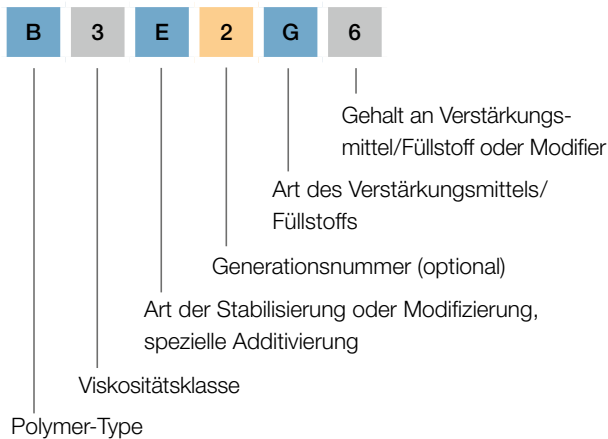 B 3 E 2 G 6
Gehalt an Verstärkungs-
mittel/Füllstoff oder Modifier
Art des Verstärkungsmittels/
Füllstoffs
Generationsnummer (optional)
Art der Stabilisierung oder Modifizierung,
spezielle Additivierung
Viskositätsklasse
Polymer-Type